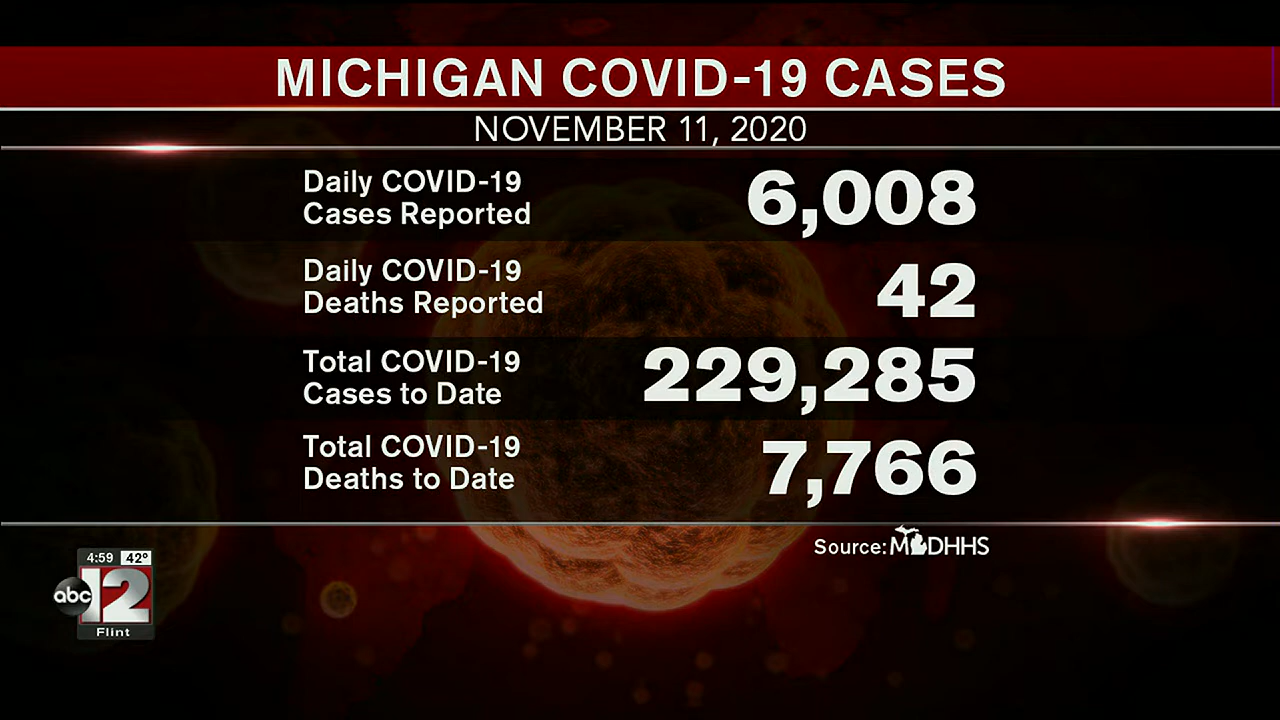 MICHIGAN COVID-19 CASES
NOVEMBER 11, 2020
Daily COVID-19
Cases Reported
6,008
Daily COVID-19
Deaths Reported
42
Total COVID-19
Cases to Date
229,285
Total COVID-19
Deaths to Date
7,766
Source: M DHHS
4:59 42°
abc 12
Flint